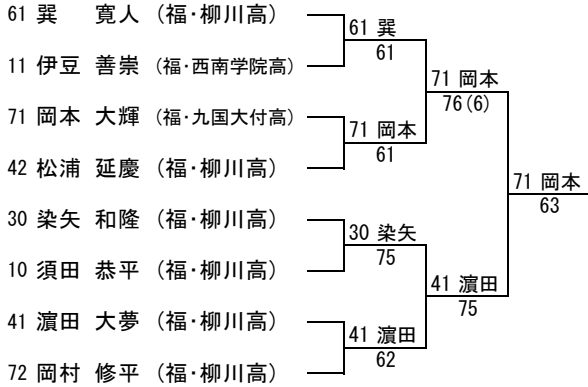 61 巽 寛人 (福・柳川高)
61 巽
61
11 伊豆 善崇 (福・西南学院高)
71 岡本
76(6)
71 岡本 大輝 (福・九国大付高)
71 岡本
61
42 松浦 延慶 (福・柳川高)
71 岡本
63
30 染矢 和隆 (福・柳川高)
30 染矢
75
10 須田 恭平 (福・柳川高)
41 濵田
75
41 濵田 大夢 (福・柳川高)
41 濵田
62
72 岡村 修平 (福・柳川高)